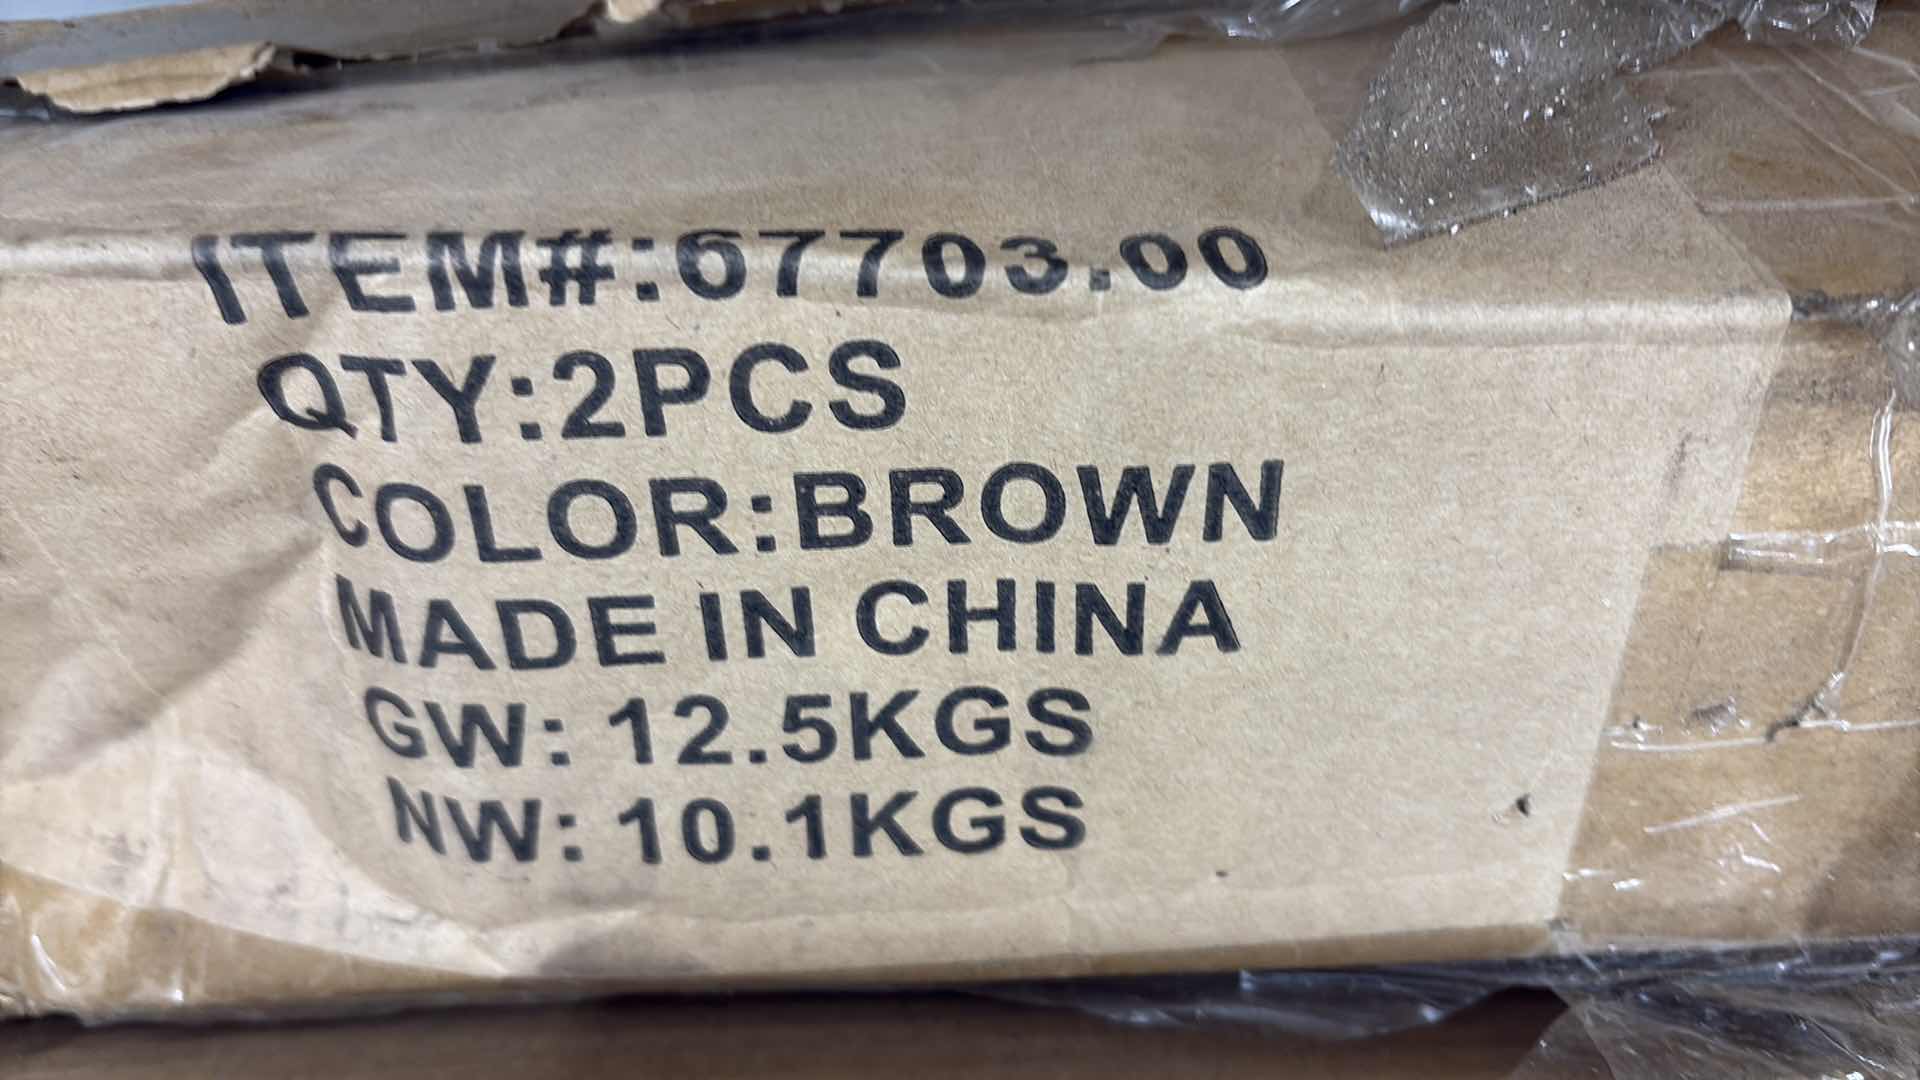 ITEM#:67703.00
QTY:2PCS
COLOR:BROWN
MADE IN CHINA
GW: 12.5KGS
NW: 10.1KGS